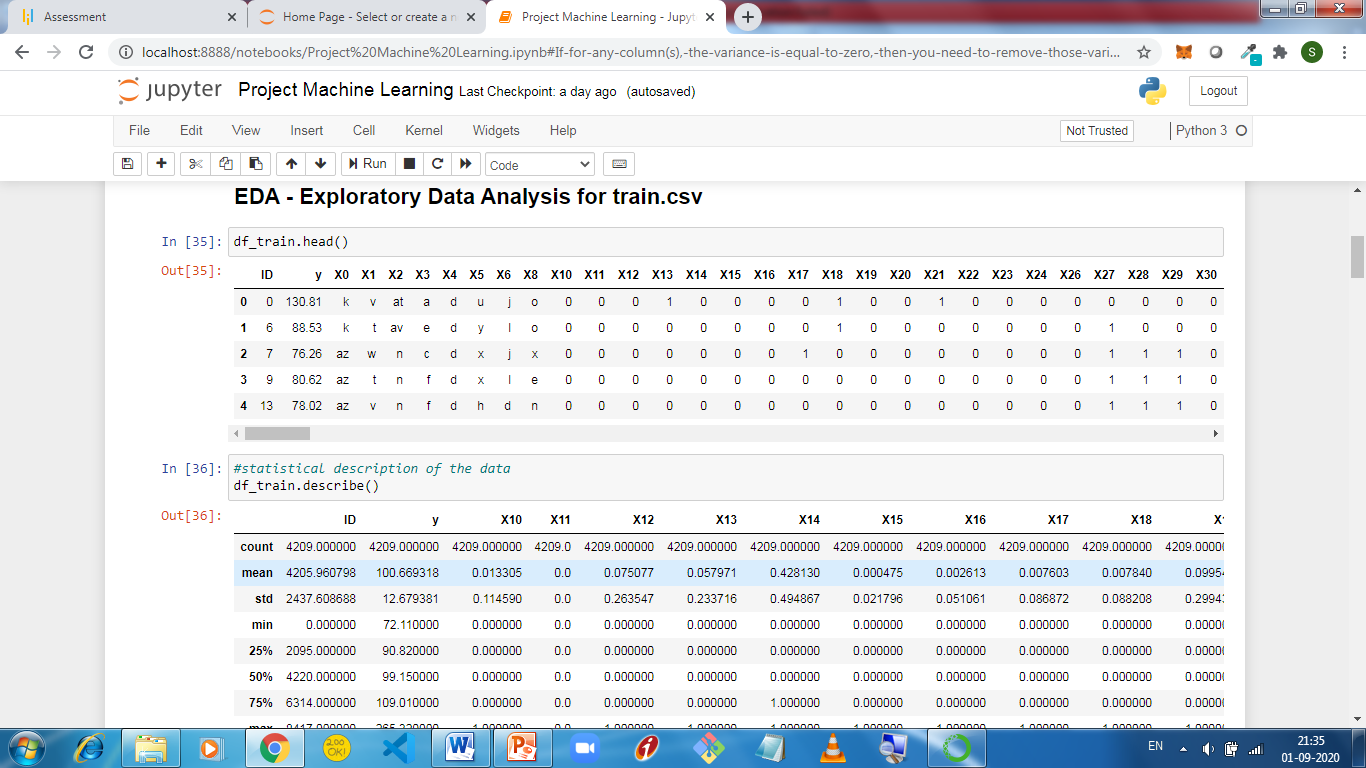 Assessment
Home Page - Select or create a n
Project Machine Learning - Jupyt
localhost:8888/notebooks/Project%20Machine%20Learning.ipynb#If-for-any-column(s),-the-variance-is-equal-to-zero,-then-you-need-to-remove-those-vari...
S
jupyter Project Machine Learning Last Checkpoint: a day ago (autosaved)
Logout
File Edit View Insert Cell Kernel Widgets Help
Not Trusted Python 3
Run Code
EDA - Exploratory Data Analysis for train.csv
In [35]: df_train.head()
Out[35]:
ID y X0 X1 X2 X3 X4 X5 X6 X8 X10 X11 X12 X13 X14 X15 X16 X17 X18 X19 X20 X21 X22 X23 X24 X26 X27 X28 X29 X30
0 0 130.81 k v at a d u j o 0 0 0 1 0 0 0 0 1 0 0 1 0 0 0 0 0 0 0 0
1 6 88.53 k t av e d y l o 0 0 0 0 0 0 0 0 1 0 0 0 0 0 0 0 1 0 0 0
2 7 76.26 az w n c d x j x 0 0 0 0 0 0 0 1 0 0 0 0 0 0 0 0 1 1 1 0
3 9 80.62 az t n f d x l e 0 0 0 0 0 0 0 0 0 0 0 0 0 0 0 0 1 1 1 0
4 13 78.02 az v n f d h d n 0 0 0 0 0 0 0 0 0 0 0 0 0 0 0 0 1 1 1 0
In [36]: #statistical description of the data
df_train.describe()
Out[36]:
ID y X10 X11 X12 X13 X14 X15 X16 X17 X18
count 4209.000000 4209.000000 4209.000000 4209.0 4209.000000 4209.000000 4209.000000 4209.000000 4209.000000 4209.000000 4209.000000 4209.0000
mean 4205.960798 100.669318 0.013305 0.0 0.075077 0.057971 0.428130 0.000475 0.002613 0.007603 0.007840 0.0995
std 2437.608688 12.679381 0.114590 0.0 0.263547 0.233716 0.494867 0.021796 0.051061 0.086872 0.088208 0.2994
min 0.000000 72.110000 0.000000 0.0 0.000000 0.000000 0.000000 0.000000 0.000000 0.000000 0.000000 0.0000
25% 2095.000000 90.820000 0.000000 0.0 0.000000 0.000000 0.000000 0.000000 0.000000 0.000000 0.000000 0.0000
50% 4220.000000 99.150000 0.000000 0.0 0.000000 0.000000 0.000000 0.000000 0.000000 0.000000 0.000000 0.0000
75% 6314.000000 109.010000 0.000000 0.0 0.000000 0.000000 1.000000 0.000000 0.000000 0.000000 0.000000 0.0000
200 OK!
EN
21:35
01-09-2020